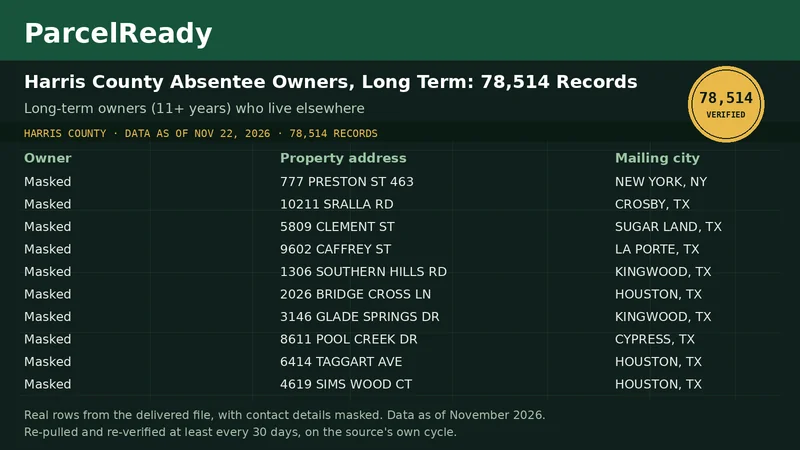 ParcelReady
Harris County Absentee Owners, Long Term: 78,514 Records
Long-term owners (11+ years) who live elsewhere
78,514
VERIFIED
HARRIS COUNTY · DATA AS OF NOV 22, 2026 · 78,514 RECORDS
Owner Property address Mailing city
Masked 777 PRESTON ST 463 NEW YORK, NY
Masked 10211 SRALLA RD CROSBY, TX
Masked 5809 CLEMENT ST SUGAR LAND, TX
Masked 9602 CAFFREY ST LA PORTE, TX
Masked 1306 SOUTHERN HILLS RD KINGWOOD, TX
Masked 2026 BRIDGE CROSS LN HOUSTON, TX
Masked 3146 GLADE SPRINGS DR KINGWOOD, TX
Masked 8611 POOL CREEK DR CYPRESS, TX
Masked 6414 TAGGART AVE HOUSTON, TX
Masked 4619 SIMS WOOD CT HOUSTON, TX
Real rows from the delivered file, with contact details masked. Data as of November 2026.
Re-pulled and re-verified at least every 30 days, on the source's own cycle.